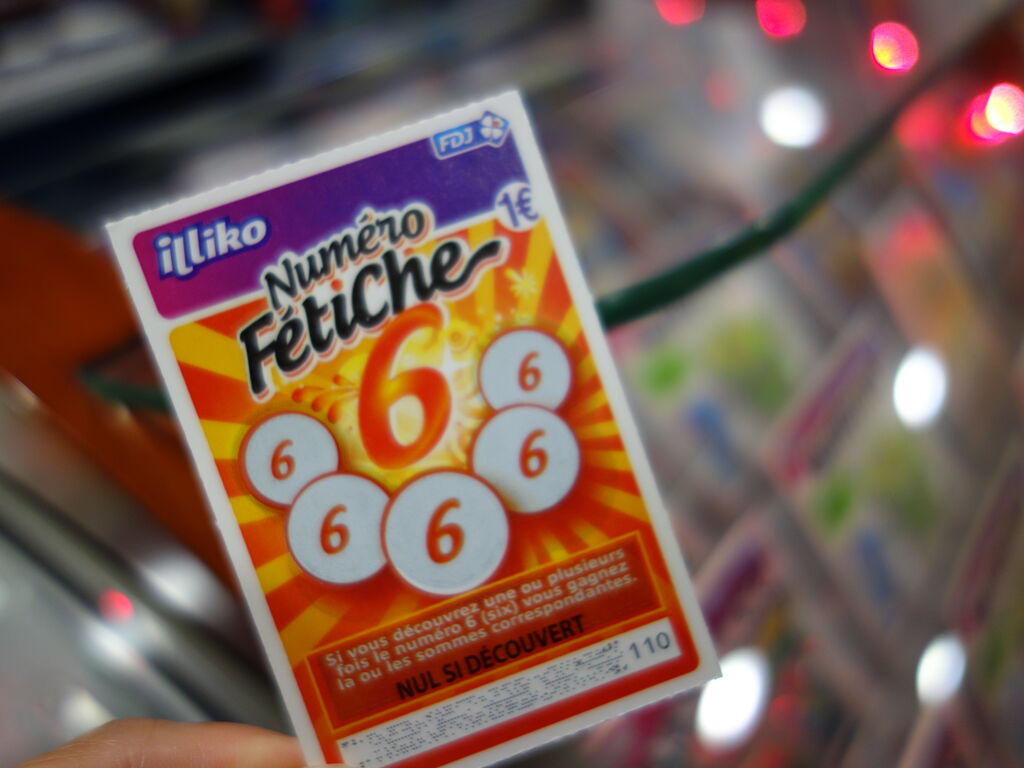 FDJ
illiko
1€
Numéro
Fétiche
6
6
6
6
6
6
Si vous découvrez une ou plusieurs
fois le numéro 6 (six) vous gagnez
la ou les sommes correspondantes.
NUL SI DÉCOUVERT
110